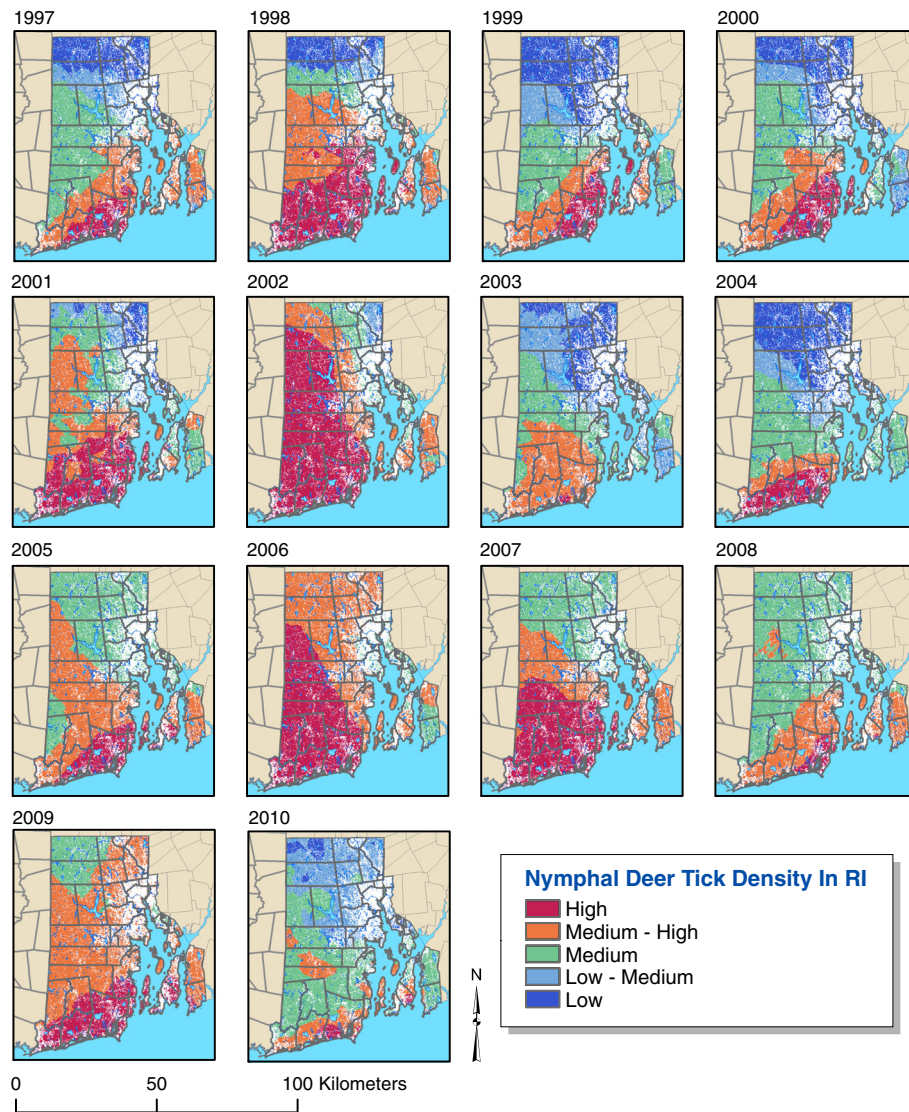 1997
1998
1999
2000
2001
2002
2003
2004
2005
2006
2007
2008
2009
2010
Nymphal Deer Tick Density In RI
High
Medium - High
Medium
Low - Medium
Low
N
0 50 100 Kilometers